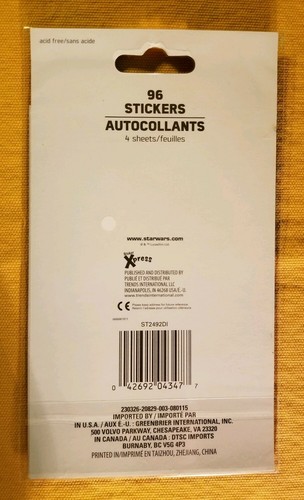 acid free/sans acide
96
STICKERS
AUTOCOLLANTS
4 sheets/feuilles
www.starwars.com
Xpress
PUBLISHED AND DISTRIBUTED BY
PUBLIÉ ET DISTRIBUÉ PAR
TRENDS INTERNATIONAL LLC
INDIANAPOLIS, IN 46268 USA/E.-U.
www.trendsinternational.com
CE
ST2492DI
0 42692 04347 7
230326-20829-003-080115
IMPORTED BY / IMPORTÉ PAR
IN U.S.A. / AUX É.-U. : GREENBRIER INTERNATIONAL, INC.
500 VOLVO PARKWAY, CHESAPEAKE, VA 23320
IN CANADA / AU CANADA : DTSC IMPORTS
BURNABY, BC V5G 4P3
PRINTED IN/IMPRIMÉ EN TAIZHOU, ZHEJIANG, CHINA